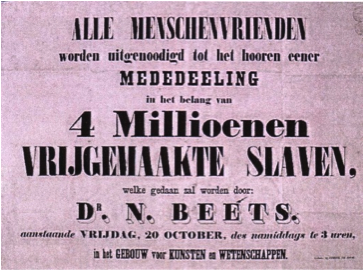 ALLE MENSCHENVRIENDEN
worden uitgenoodigd tot het hooren eener
MEDEDEELING
in het belang van
4 Millioenen
VRIJGEMAAKTE SLAVEN,
welke gedaan zal worden door:
DR. N. BEETS.
aanstaande VRIJDAG, 20 OCTOBER, des namiddags te 3 uren,
in het GEBOUW voor KUNSTEN en WETENSCHAPPEN.